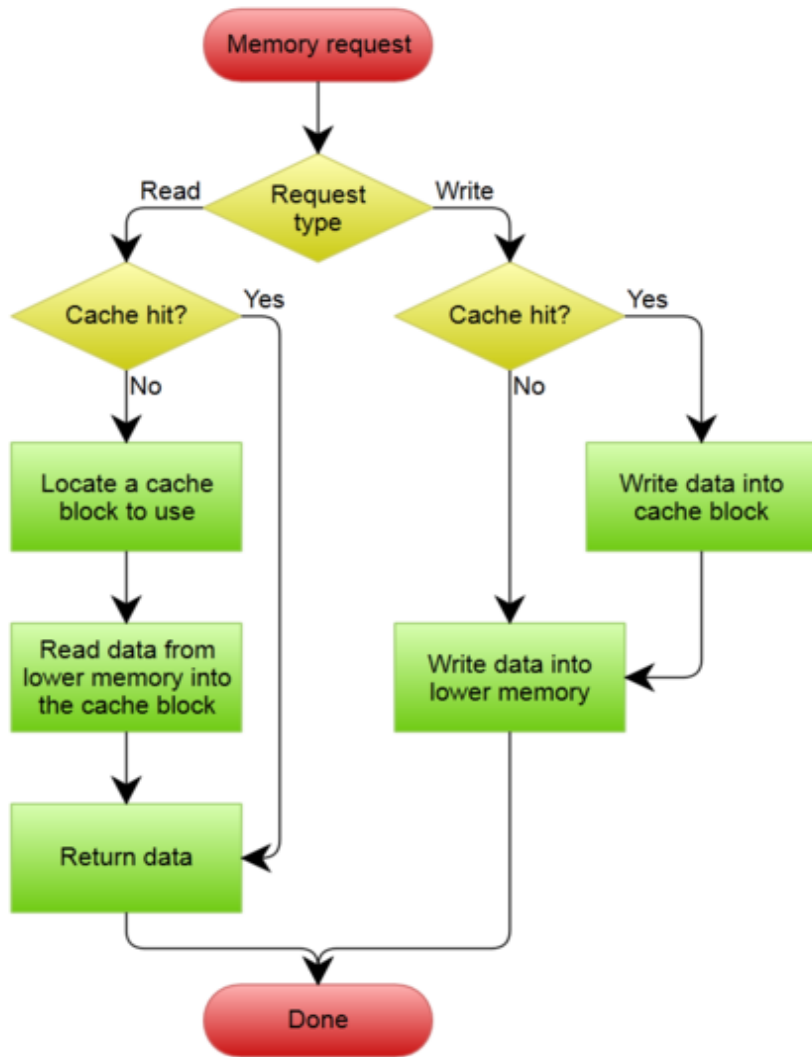 Memory request
Read
Request
type
Write
Cache hit?
Yes
Cache hit?
Yes
No
No
Locate a cache
block to use
Write data into
cache block
Read data from
lower memory into
the cache block
Write data into
lower memory
Return data
Done